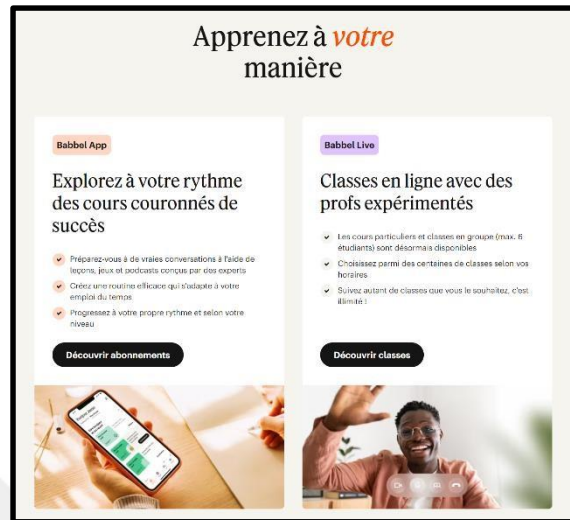 Apprenez à votre
manière
Babbel App
Explorez à votre rythme
des cours couronnés de
succès
Préparez-vous à de vraies conversations à l'aide de
leçons, jeux et podcasts conçus par des experts
Créez une routine efficace qui s'adapte à votre
emploi du temps
Progressez à votre propre rythme et selon votre
niveau
Découvrir abonnements
Babbel Live
Classes en ligne avec des
profs expérimentés
Les cours particuliers et classes en groupe (max. 6
étudiants) sont désormais disponibles
Choisissez parmi des centaines de classes selon vos
horaires
Suivez autant de classes que vous le souhaitez, c'est
illimité !
Découvrir classes